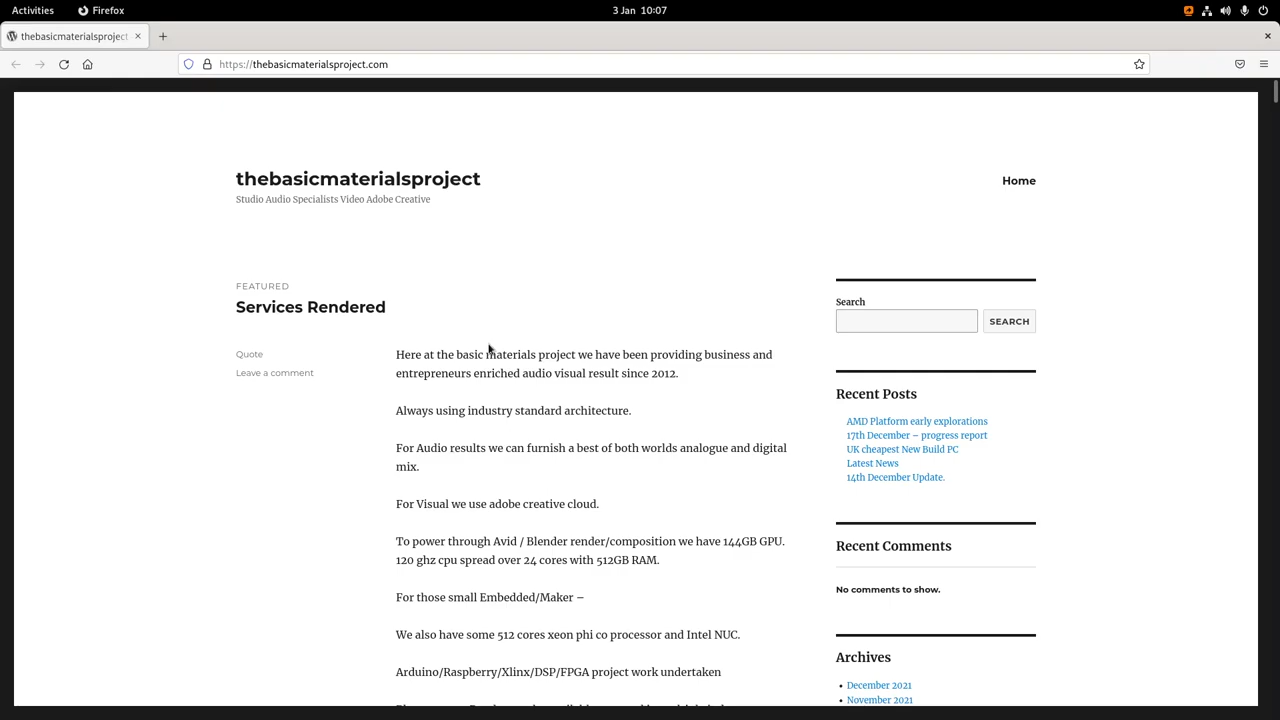 Activities
Firefox
3 Jan 10:07
thebasicmaterialsproject
https://thebasicmaterialsproject.com
thebasicmaterialsproject
Home
Studio Audio Specialists Video Adobe Creative
FEATURED
Services Rendered
Quote
Leave a comment
Here at the basic materials project we have been providing business and
entrepreneurs enriched audio visual result since 2012.
Always using industry standard architecture.
For Audio results we can furnish a best of both worlds analogue and digital
mix.
For Visual we use adobe creative cloud.
To power through Avid / Blender render/composition we have 144GB GPU.
120 ghz cpu spread over 24 cores with 512GB RAM.
For those small Embedded/Maker –
We also have some 512 cores xeon phi co processor and Intel NUC.
Arduino/Raspberry/Xlinx/DSP/FPGA project work undertaken
Search
SEARCH
Recent Posts
AMD Platform early explorations
17th December – progress report
UK cheapest New Build PC
Latest News
14th December Update.
Recent Comments
No comments to show.
Archives
• December 2021
• November 2021